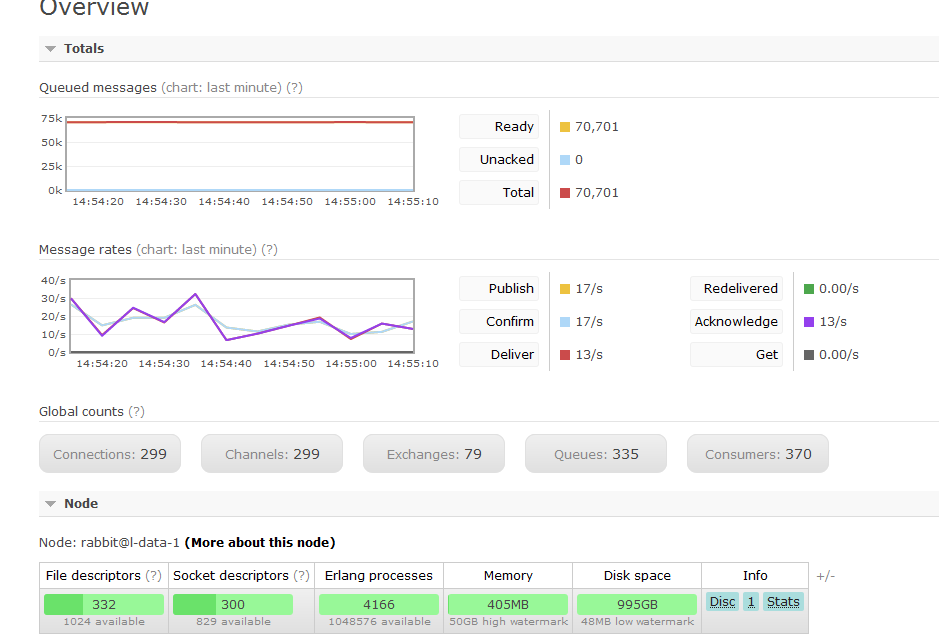 Overview
Totals
Queued messages (chart: last minute) (?)
75k
50k
25k
0k
14:54:20 14:54:30 14:54:40 14:54:50 14:55:00 14:55:10
Ready 70,701
Unacked 0
Total 70,701
Message rates (chart: last minute) (?)
40/s
30/s
20/s
10/s
0/s
14:54:20 14:54:30 14:54:40 14:54:50 14:55:00 14:55:10
Publish 17/s
Confirm 17/s
Deliver 13/s
Redelivered 0.00/s
Acknowledge 13/s
Get 0.00/s
Global counts (?)
Connections: 299 Channels: 299 Exchanges: 79 Queues: 335 Consumers: 370
Node
Node: rabbit@l-data-1 (More about this node)
File descriptors (?) Socket descriptors (?) Erlang processes Memory Disk space Info +/-
332 300 4166 405MB 995GB Disc 1 Stats
1024 available 829 available 1048576 available 50GB high watermark 48MB low watermark